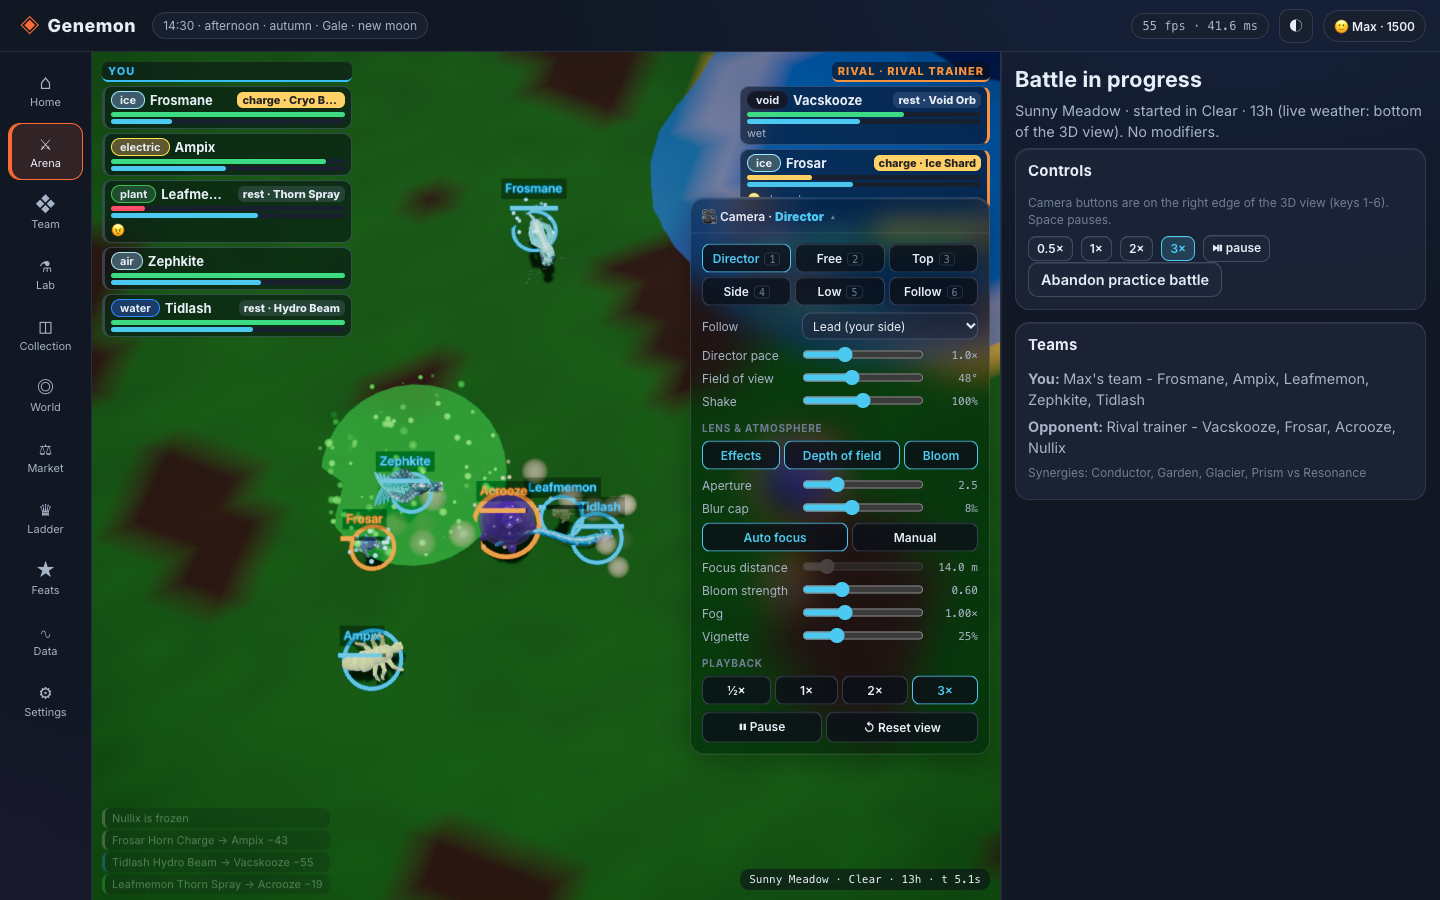 Genemon
14:30 · afternoon · autumn · Gale · new moon
55 fps · 41.6 ms
Max · 1500
Home
Arena
Team
Lab
Collection
World
Market
Ladder
Feats
Data
Settings
YOU
ice Frosmane charge · Cryo B…
electric Ampix
plant Leafme… rest · Thorn Spray
air Zephkite
water Tidlash rest · Hydro Beam
RIVAL · RIVAL TRAINER
void Vacskooze rest · Void Orb
wet
ice Frosar charge · Ice Shard
Frosmane
Zephkite
Acrooze
Leafmemon
Tidlash
Frosar
Ampix
Camera · Director
Director 1 Free 2 Top 3
Side 4 Low 5 Follow 6
Follow Lead (your side)
Director pace 1.0×
Field of view 48°
Shake 100%
LENS & ATMOSPHERE
Effects Depth of field Bloom
Aperture 2.5
Blur cap 8‰
Auto focus Manual
Focus distance 14.0 m
Bloom strength 0.60
Fog 1.00×
Vignette 25%
PLAYBACK
½× 1× 2× 3×
Pause Reset view
Nullix is frozen
Frosar Horn Charge → Ampix −43
Tidlash Hydro Beam → Vacskooze −55
Leafmemon Thorn Spray → Acrooze −19
Sunny Meadow · Clear · 13h · t 5.1s
Battle in progress
Sunny Meadow · started in Clear · 13h (live weather: bottom
of the 3D view). No modifiers.
Controls
Camera buttons are on the right edge of the 3D view (keys 1-6).
Space pauses.
0.5× 1× 2× 3× pause
Abandon practice battle
Teams
You: Max's team - Frosmane, Ampix, Leafmemon,
Zephkite, Tidlash
Opponent: Rival trainer - Vacskooze, Frosar, Acrooze,
Nullix
Synergies: Conductor, Garden, Glacier, Prism vs Resonance